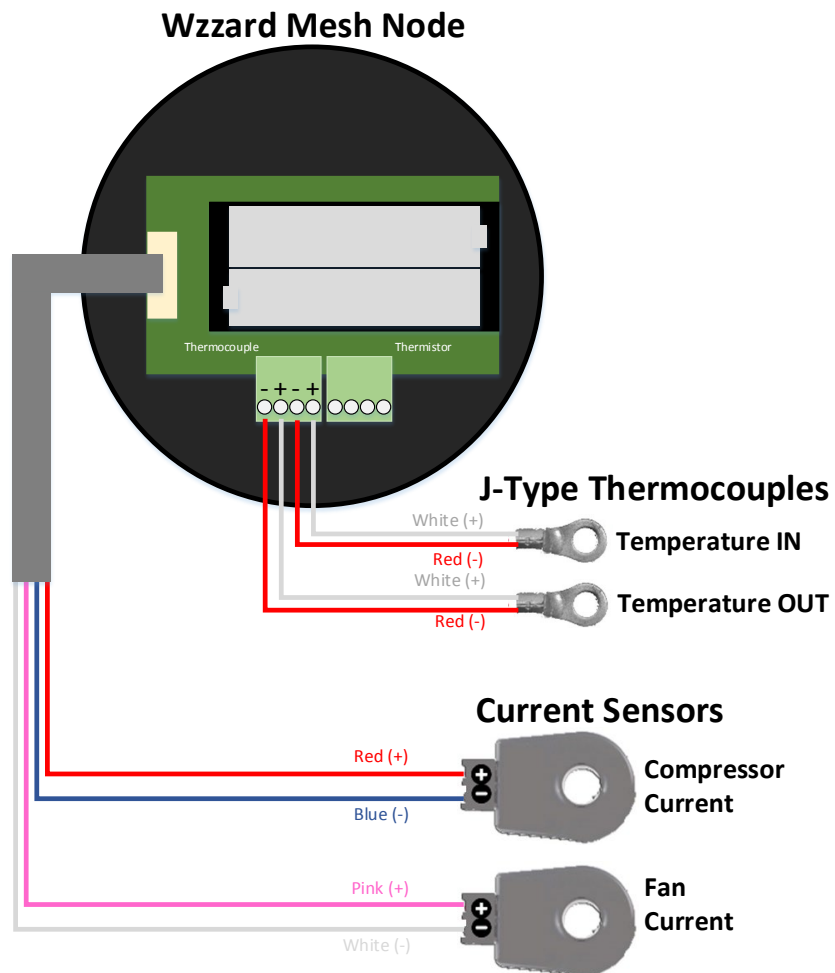 Wzzard Mesh Node
Thermocouple
Thermistor
- + - +
J-Type Thermocouples
White (+)
Red (-)
Temperature IN
White (+)
Red (-)
Temperature OUT
Current Sensors
Red (+)
+
-
Blue (-)
Compressor
Current
Pink (+)
+
-
White (-)
Fan
Current